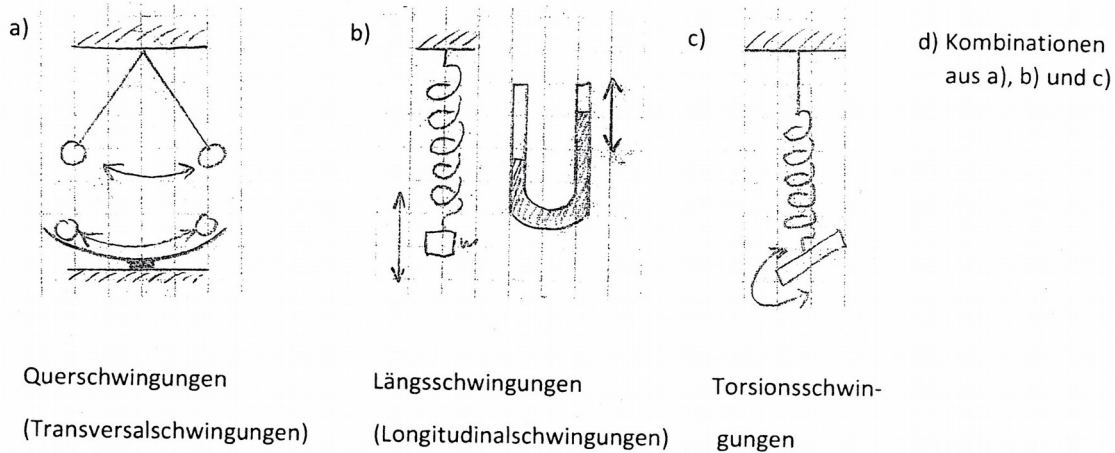 a)
b)
c)
d) Kombinationen
aus a), b) und c)
m
Querschwingungen
(Transversalschwingungen)
Längsschwingungen
(Longitudinalschwingungen)
Torsionsschwin-
gungen